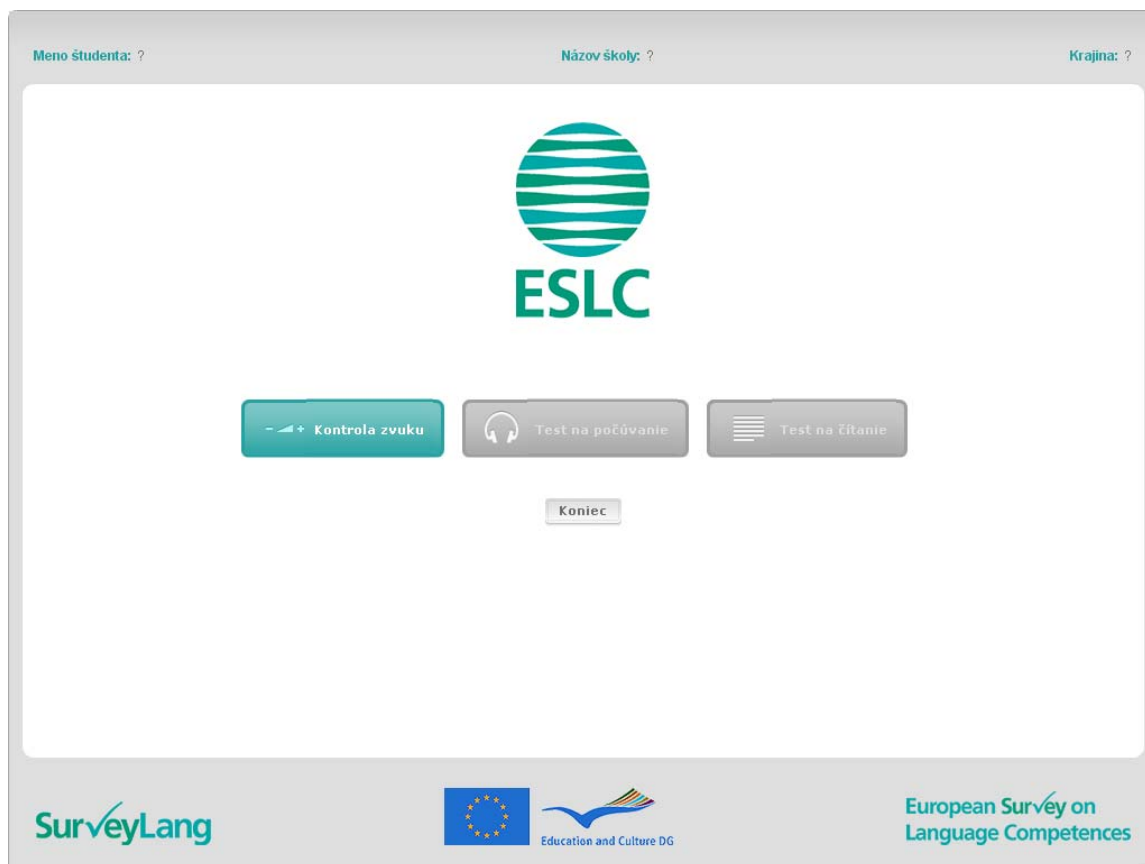 Meno študenta: ?
Názov školy: ?
Krajina: ?
ESLC
- + Kontrola zvuku
Test na počúvanie
Test na čítanie
Koniec
SurveyLang
Education and Culture DG
European Survey on
Language Competences